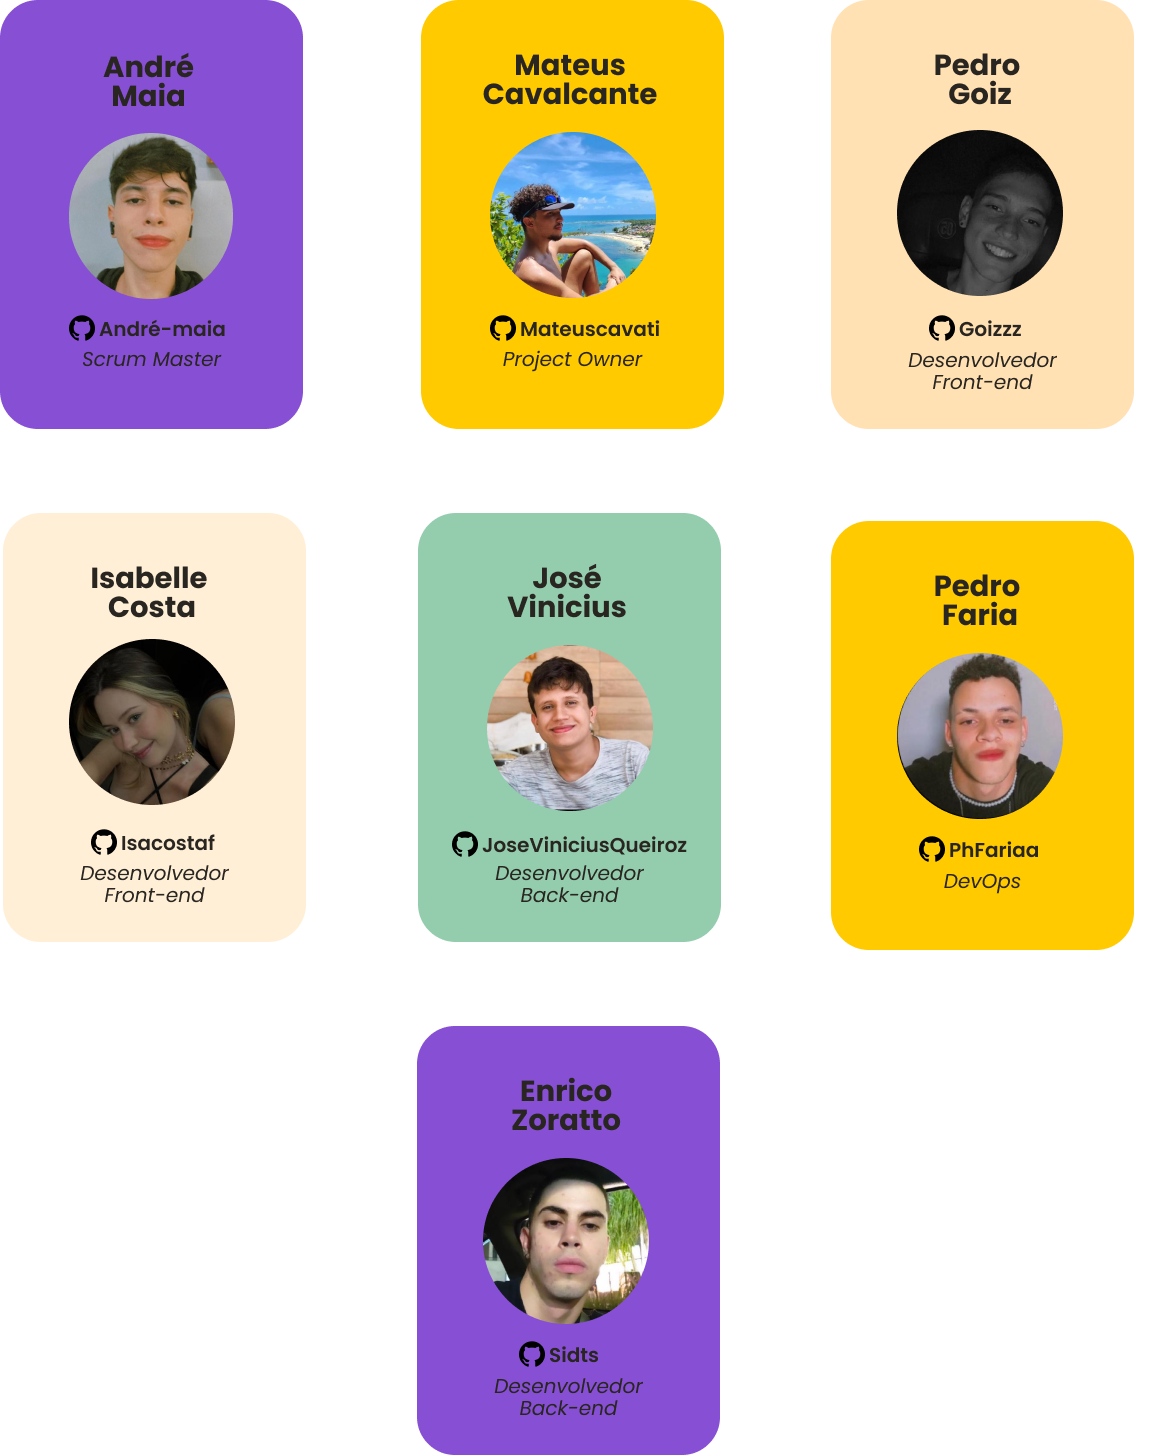 André
Maia
André-maia
Scrum Master
Mateus
Cavalcante
Mateuscavati
Project Owner
Pedro
Goiz
Goizzz
Desenvolvedor
Front-end
Isabelle
Costa
Isacostaf
Desenvolvedor
Front-end
José
Vinicius
JoseViniciusQueiroz
Desenvolvedor
Back-end
Pedro
Faria
PhFariaa
DevOps
Enrico
Zoratto
Sidts
Desenvolvedor
Back-end